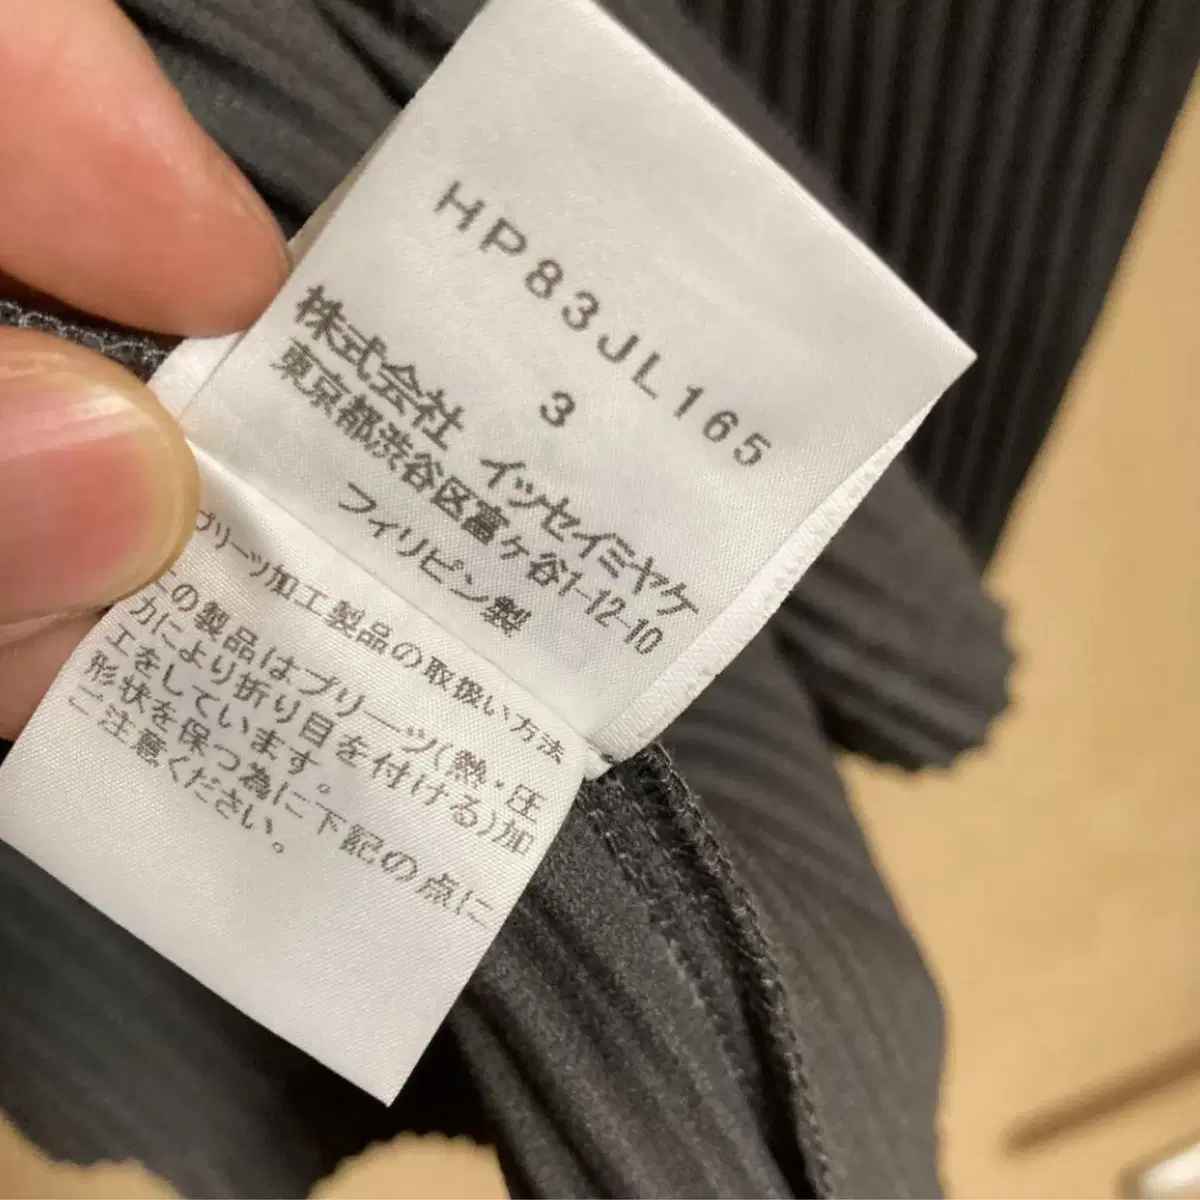 HP83JL165
3
株式会社 イッセイミヤケ
東京都渋谷区富ヶ谷1-12-10
フィリピン製
プリーツ加工製品の取扱い方法
この製品はプリーツ(熱・圧
力により折り目を付ける)加
工をしています。
形状を保つ為に下記の点に
ご注意ください。